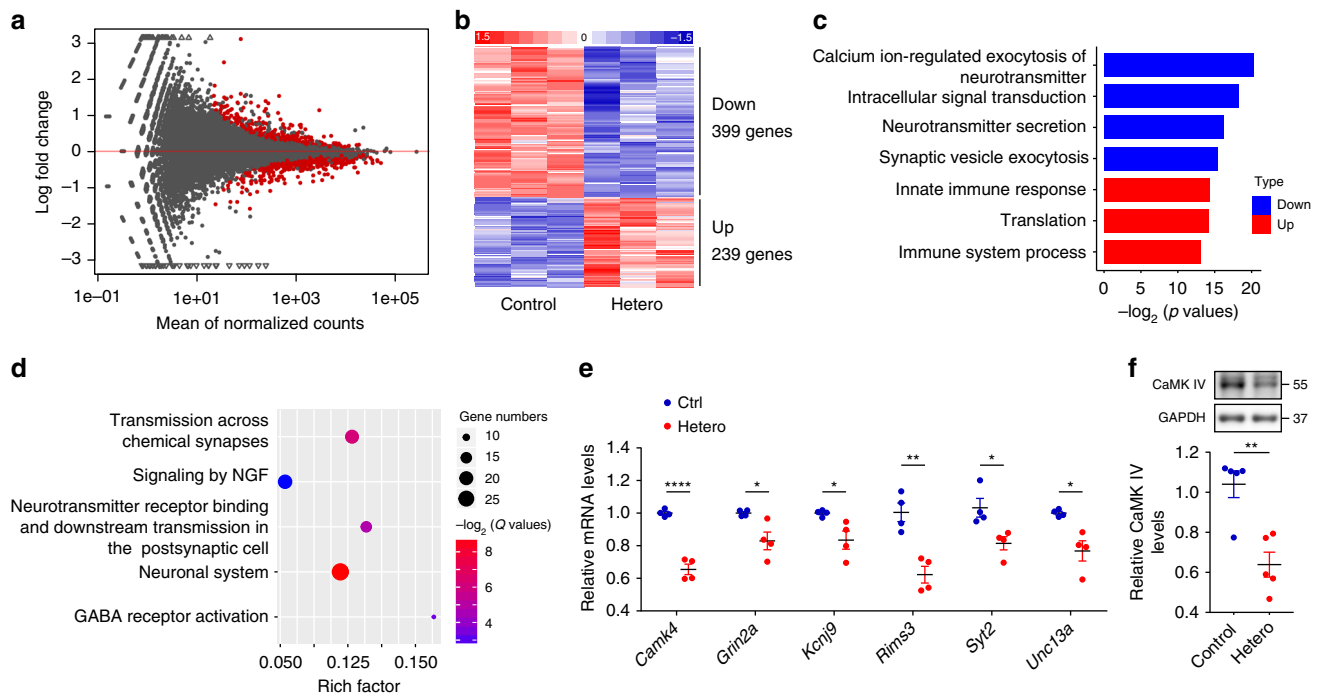 a
Log fold change
3
2
1
0
−1
−2
−3
1e−01
1e+01
1e+03
1e+05
Mean of normalized counts
b
1.5
0
−1.5
Down
399 genes
Up
239 genes
Control
Hetero
c
Calcium ion-regulated exocytosis of
neurotransmitter
Intracellular signal transduction
Neurotransmitter secretion
Synaptic vesicle exocytosis
Innate immune response
Translation
Immune system process
Type
Down
Up
0
5
10
15
20
−log2 (p values)
d
Transmission across
chemical synapses
Signaling by NGF
Neurotransmitter receptor binding
and downstream transmission in
the postsynaptic cell
Neuronal system
GABA receptor activation
0.050
0.125
0.150
Rich factor
Gene numbers
10
15
20
25
−log2 (Q values)
8
6
4
e
Ctrl
Hetero
Relative mRNA levels
1.4
1.2
1.0
0.8
0.6
0.4
****
*
*
**
*
*
Camk4
Grin2a
Kcnj9
Rims3
Syt2
Unc13a
f
CaMK IV
55
GAPDH
37
Relative CaMK IV
levels
1.2
1.0
0.6
0.4
**
Control
Hetero